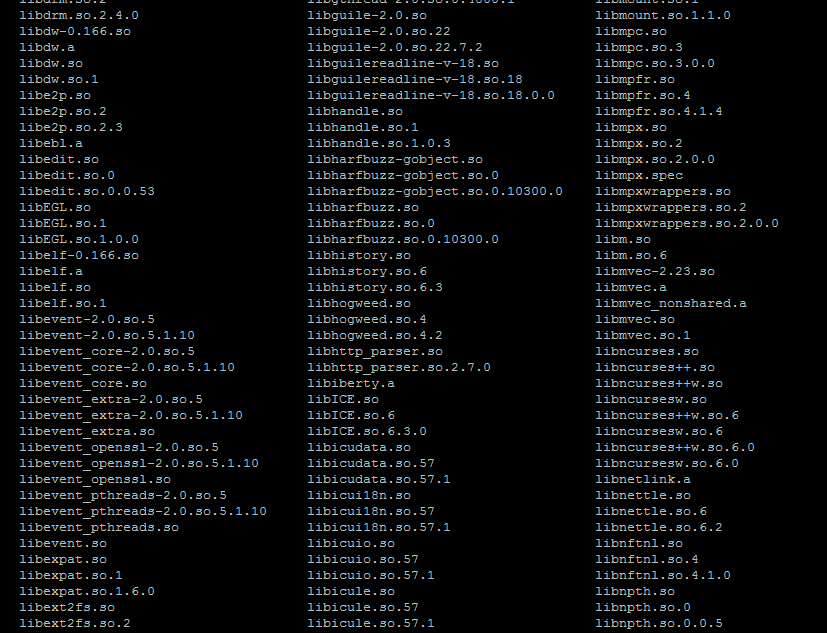 libdrm.so.2
libdrm.so.2.4.0
libdw-0.166.so
libdw.a
libdw.so
libdw.so.1
libe2p.so
libe2p.so.2
libe2p.so.2.3
libebl.a
libedit.so
libedit.so.0
libedit.so.0.0.53
libEGL.so
libEGL.so.1
libEGL.so.1.0.0
libelf-0.166.so
libelf.a
libelf.so
libelf.so.1
libevent-2.0.so.5
libevent-2.0.so.5.1.10
libevent_core-2.0.so.5
libevent_core-2.0.so.5.1.10
libevent_core.so
libevent_extra-2.0.so.5
libevent_extra-2.0.so.5.1.10
libevent_extra.so
libevent_openssl-2.0.so.5
libevent_openssl-2.0.so.5.1.10
libevent_openssl.so
libevent_pthreads-2.0.so.5
libevent_pthreads-2.0.so.5.1.10
libevent_pthreads.so
libevent.so
libexpat.so
libexpat.so.1
libexpat.so.1.6.0
libext2fs.so
libext2fs.so.2
libguile-2.0.so
libguile-2.0.so.22
libguile-2.0.so.22.7.2
libguilereadline-v-18.so
libguilereadline-v-18.so.18
libguilereadline-v-18.so.18.0.0
libhandle.so
libhandle.so.1
libhandle.so.1.0.3
libharfbuzz-gobject.so
libharfbuzz-gobject.so.0
libharfbuzz-gobject.so.0.10300.0
libharfbuzz.so
libharfbuzz.so.0
libharfbuzz.so.0.10300.0
libhistory.so
libhistory.so.6
libhistory.so.6.3
libhogweed.so
libhogweed.so.4
libhogweed.so.4.2
libhttp_parser.so
libhttp_parser.so.2.7.0
libiberty.a
libICE.so
libICE.so.6
libICE.so.6.3.0
libicudata.so
libicudata.so.57
libicudata.so.57.1
libicui18n.so
libicui18n.so.57
libicui18n.so.57.1
libicuio.so
libicuio.so.57
libicuio.so.57.1
libicule.so
libicule.so.57
libicule.so.57.1
libmount.so.1
libmount.so.1.1.0
libmpc.so
libmpc.so.3
libmpc.so.3.0.0
libmpfr.so
libmpfr.so.4
libmpfr.so.4.1.4
libmpx.so
libmpx.so.2
libmpx.so.2.0.0
libmpx.spec
libmpxwrappers.so
libmpxwrappers.so.2
libmpxwrappers.so.2.0.0
libm.so
libm.so.6
libmvec-2.23.so
libmvec.a
libmvec_nonshared.a
libmvec.so
libmvec.so.1
libncurses.so
libncurses++.so
libncurses++w.so
libncursesw.so
libncurses++w.so.6
libncursesw.so.6
libncurses++w.so.6.0
libncursesw.so.6.0
libnetlink.a
libnettle.so
libnettle.so.6
libnettle.so.6.2
libnftnl.so
libnftnl.so.4
libnftnl.so.4.1.0
libnpth.so
libnpth.so.0
libnpth.so.0.0.5